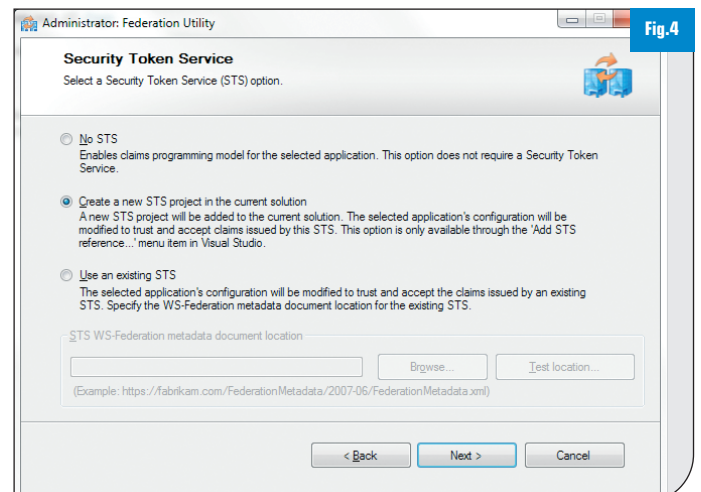 Administrator: Federation Utility
Fig.4
Security Token Service
Select a Security Token Service (STS) option.
No STS
Enables claims programming model for the selected application. This option does not require a Security Token
Service.
Create a new STS project in the current solution
A new STS project will be added to the current solution. The selected application's configuration will be
modified to trust and accept claims issued by this STS. This option is only available through the 'Add STS
reference...' menu item in Visual Studio.
Use an existing STS
The selected application's configuration will be modified to trust and accept the claims issued by an existing
STS. Specify the WS-Federation metadata document location for the existing STS.
STS WS-Federation metadata document location
Browse...
Test location...
(Example: https://fabrikam.com/FederationMetadata/2007-06/FederationMetadata.xml)
< Back
Next >
Cancel